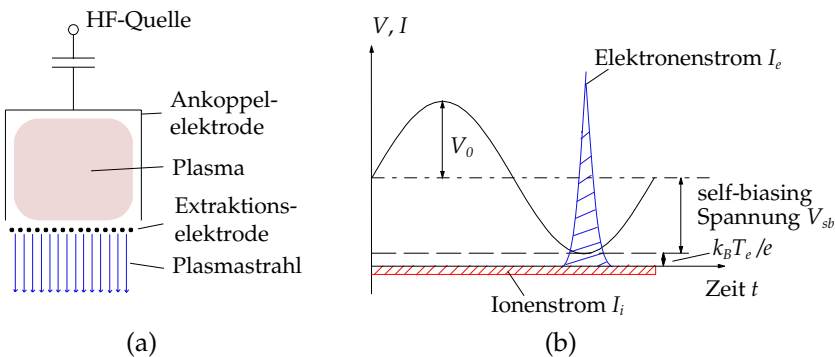 HF-Quelle
Ankoppel-
elektrode
Plasma
Extraktions-
elektrode
Plasmastrahl
(a)
V, I
Elektronenstrom I_e
V_0
self-biasing
Spannung V_sb
k_BT_e/e
Zeit t
Ionenstrom I_i
(b)